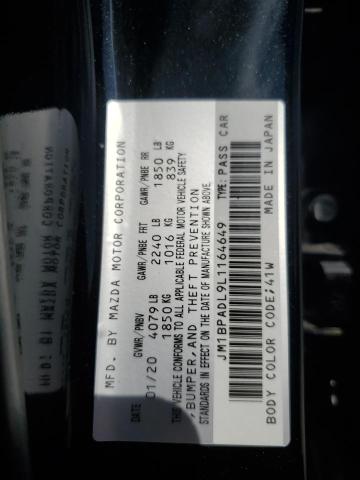 MFD. BY MAZDA MOTOR CORPORATION
GVWR/PNBE GAWR/PNBE FRT GAWR/PNBE RR
01/20 4079 LB 2240 LB 1850 LB
1850 KG 1016 KG 839 KG
THIS VEHICLE CONFORMS TO ALL APPLICABLE FEDERAL MOTOR VEHICLE SAFETY
,BUMPER,AND THEFT PREVENTION
STANDARDS IN EFFECT ON THE DATE OF MANUFACTURE SHOWN ABOVE.
JM1BPADL9L1164649 TYPE: PASS CAR
BODY COLOR CODE;41W MADE IN JAPAN